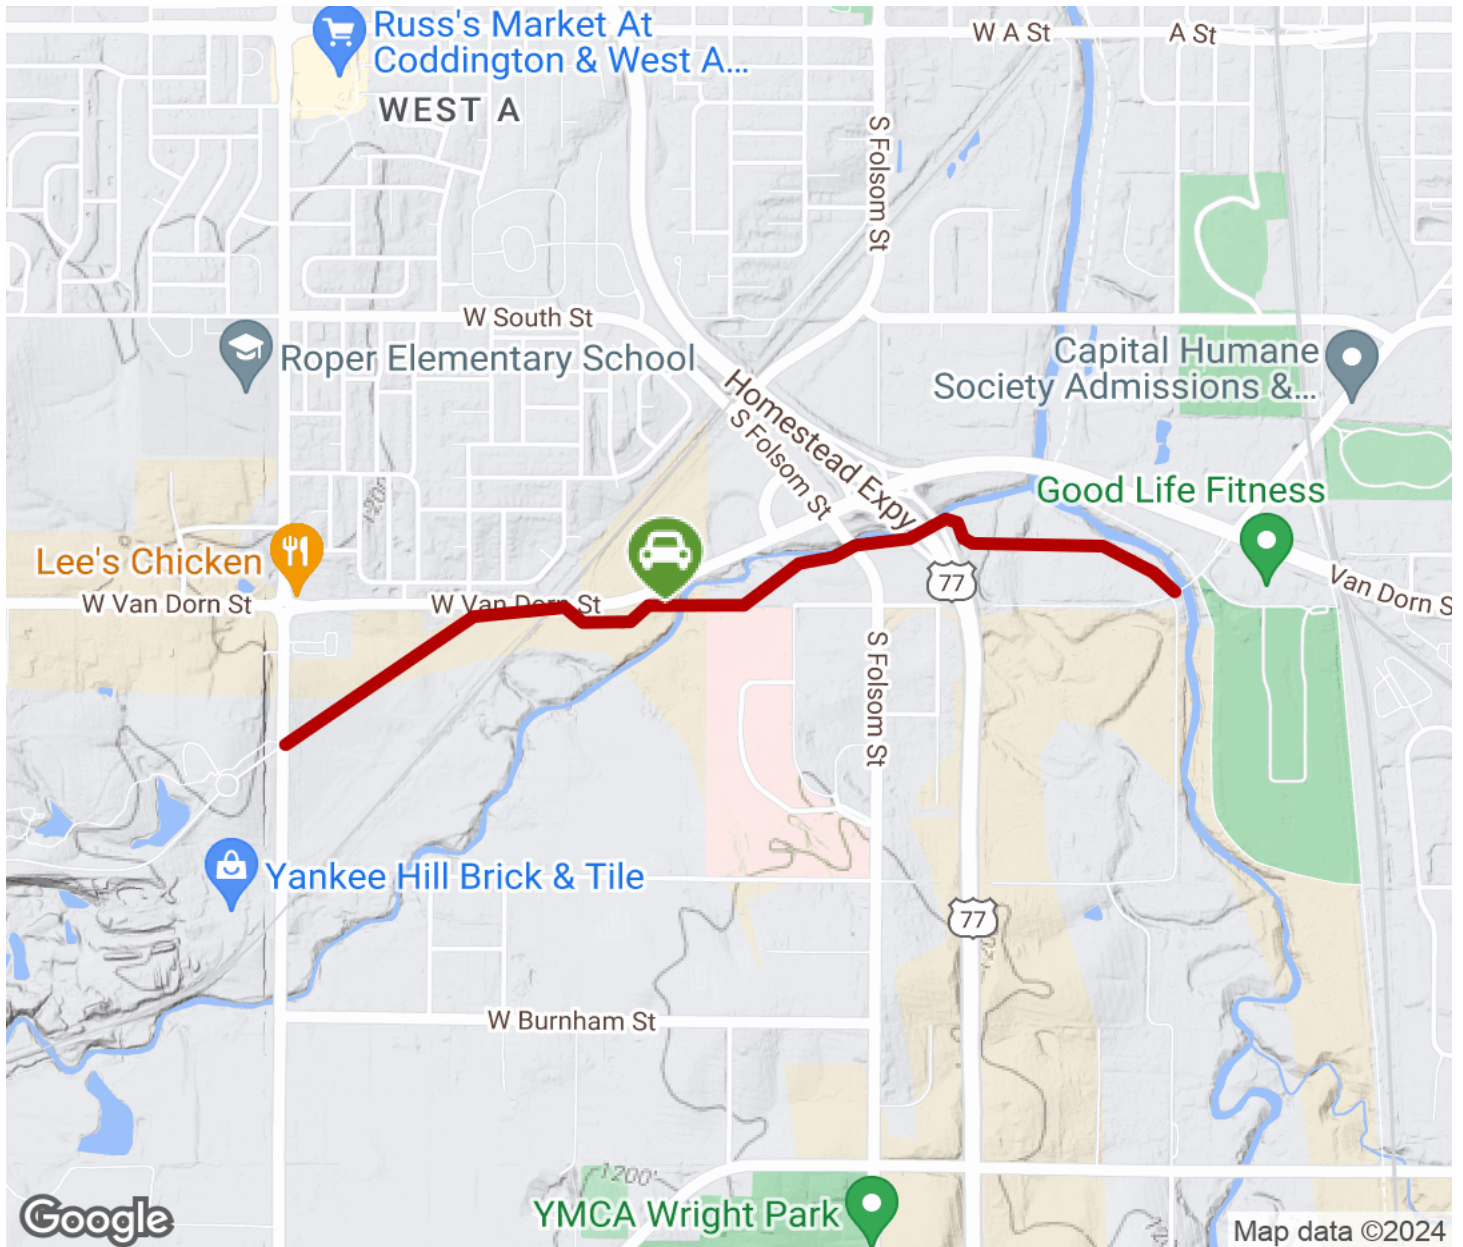 Russ's Market At
Coddington & West A...
WEST A
W A St
A St
S Folsom St
W South St
Roper Elementary School
Capital Humane
Society Admissions &...
Homestead Expy
S Folsom St
Good Life Fitness
Lee's Chicken
77
W Van Dorn St
W Van Dorn St
Van Dorn S
S Folsom St
Yankee Hill Brick & Tile
77
W Burnham St
1200'
YMCA Wright Park
Google
Map data ©2024